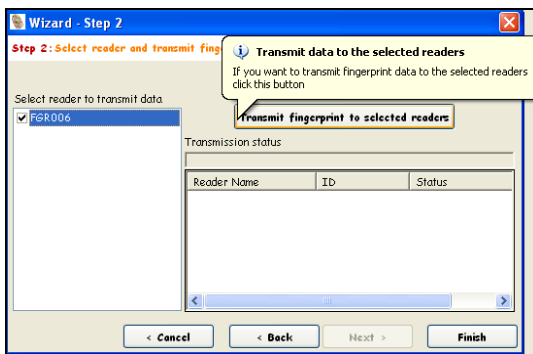 Wizard - Step 2
Step 2: Select reader and transmit fing
Transmit data to the selected readers
If you want to transmit fingerprint data to the selected readers
click this button
Select reader to transmit data
FGR006
Transmit fingerprint to selected readers
Transmission status
Reader Name ID Status
< Cancel < Back Next > Finish